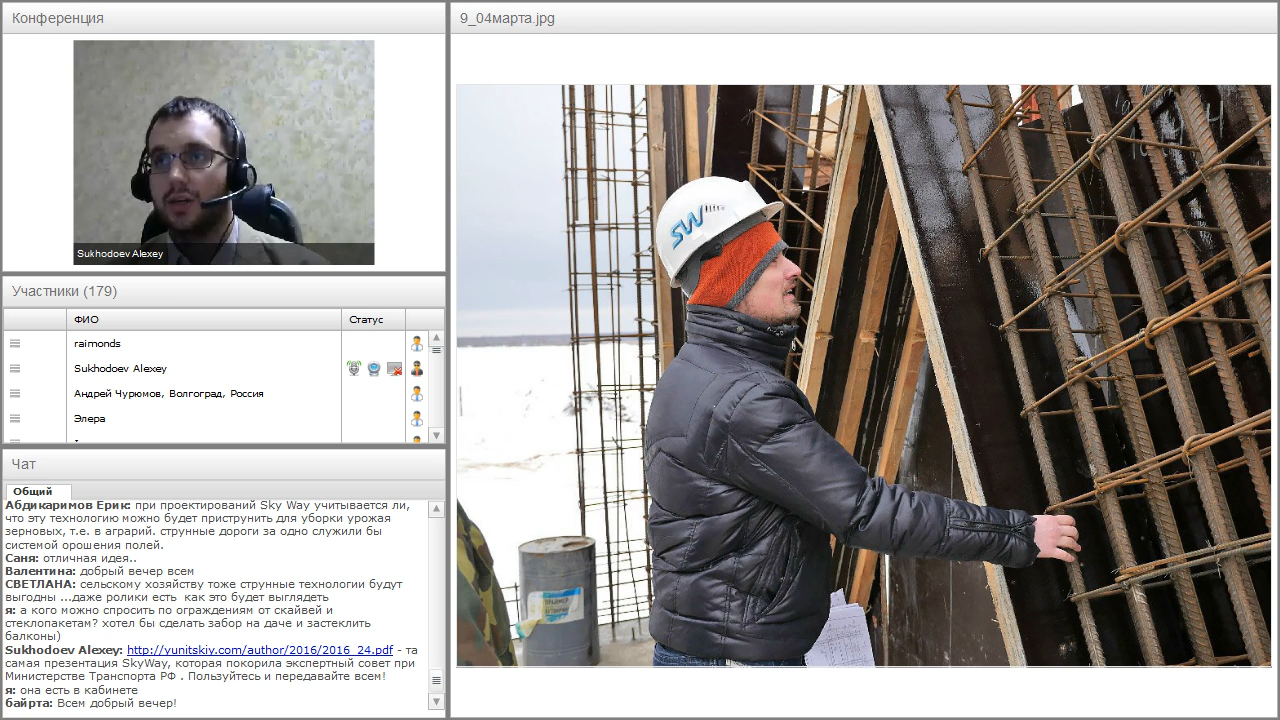 Конференция
Sukhodoev Alexey
Участники (179)
ФИО
Статус
raimonds
Sukhodoev Alexey
Андрей Чурюмов, Волгоград, Россия
Элера
Чат
Общий
Абдикаримов Ерик: при проектирований Sky Way учитывается ли,
что эту технологию можно будет приструнить для уборки урожая
зерновых, т.е. в аграрий. струнные дороги за одно служили бы
системой орошения полей.
Саня: отличная идея..
Валентина: добрый вечер всем
СВЕТЛАНА: сельскому хозяйству тоже струнные технологии будут
выгодны ...даже ролики есть как это будет выглядеть
я: а кого можно спосить по ограждениям от скайвей и
стеклопакетам? хотя бы сделать забор на даче и застеклить
балконы)
Sukhodoev Alexey: http://yunitskiy.com/author/2016/2016_24.pdf - та
самая презентация SkyWay, которая покорила экспертный совет при
Министерстве Транспорта РФ . Пользуйтесь и передавайте всем!
я: она есть в кабинете
байрта: Всем добрый вечер!
9_04марта.jpg
SW